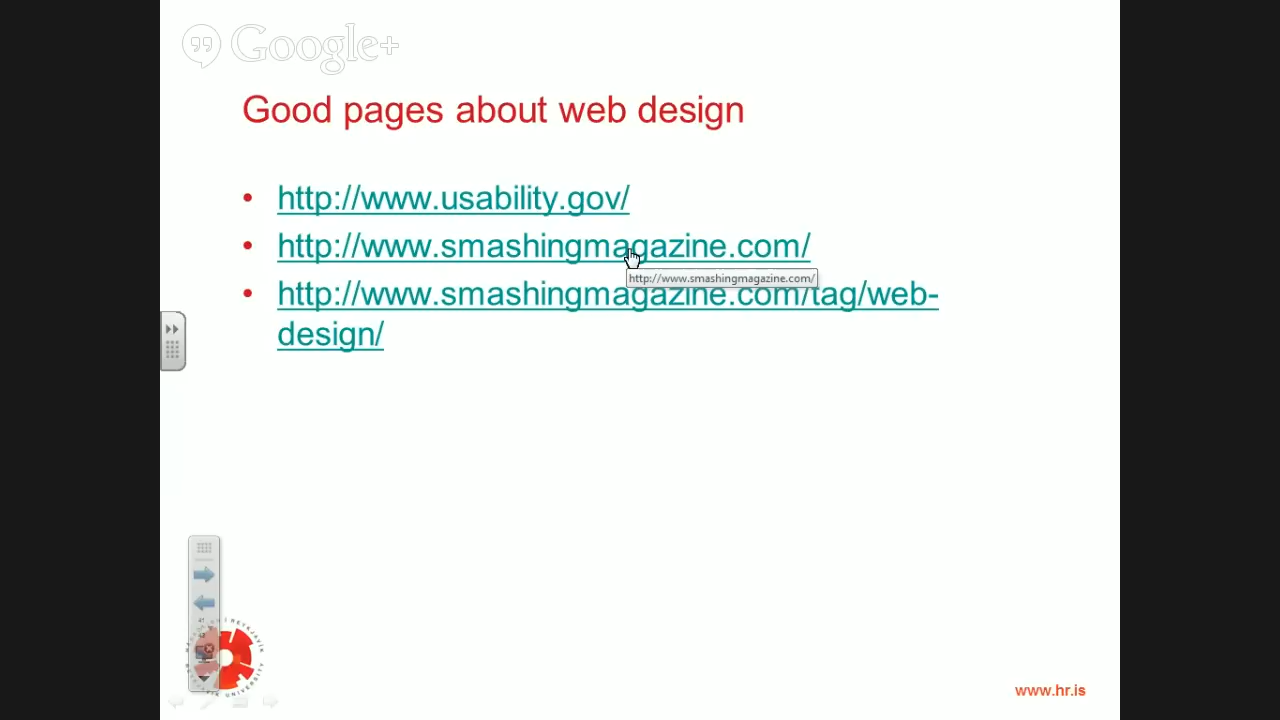 Google+
Good pages about web design
• http://www.usability.gov/
• http://www.smashingmagazine.com/
http://www.smashingmagazine.com/
• http://www.smashingmagazine.com/tag/web-
design/
www.hr.is